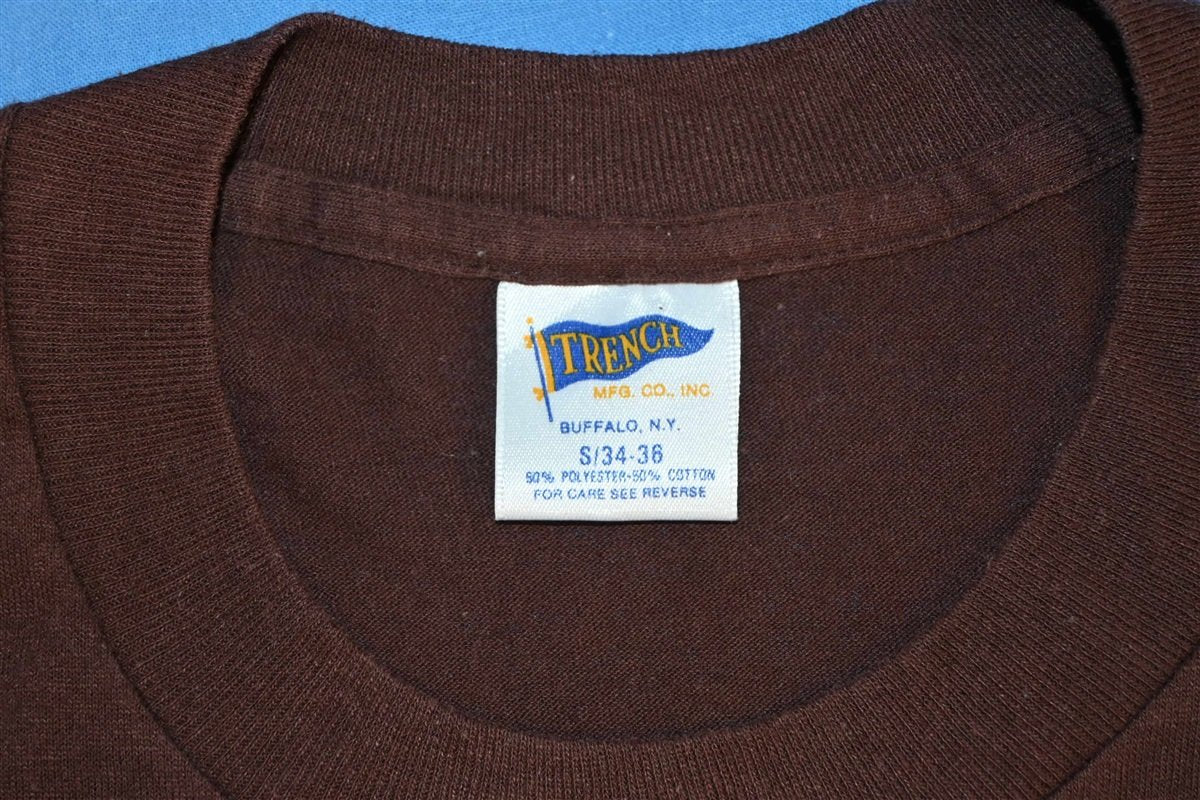 TRENCH
MFG. CO., INC.
BUFFALO, N.Y.
S/34-36
50% POLYESTER-50% COTTON
FOR CARE SEE REVERSE